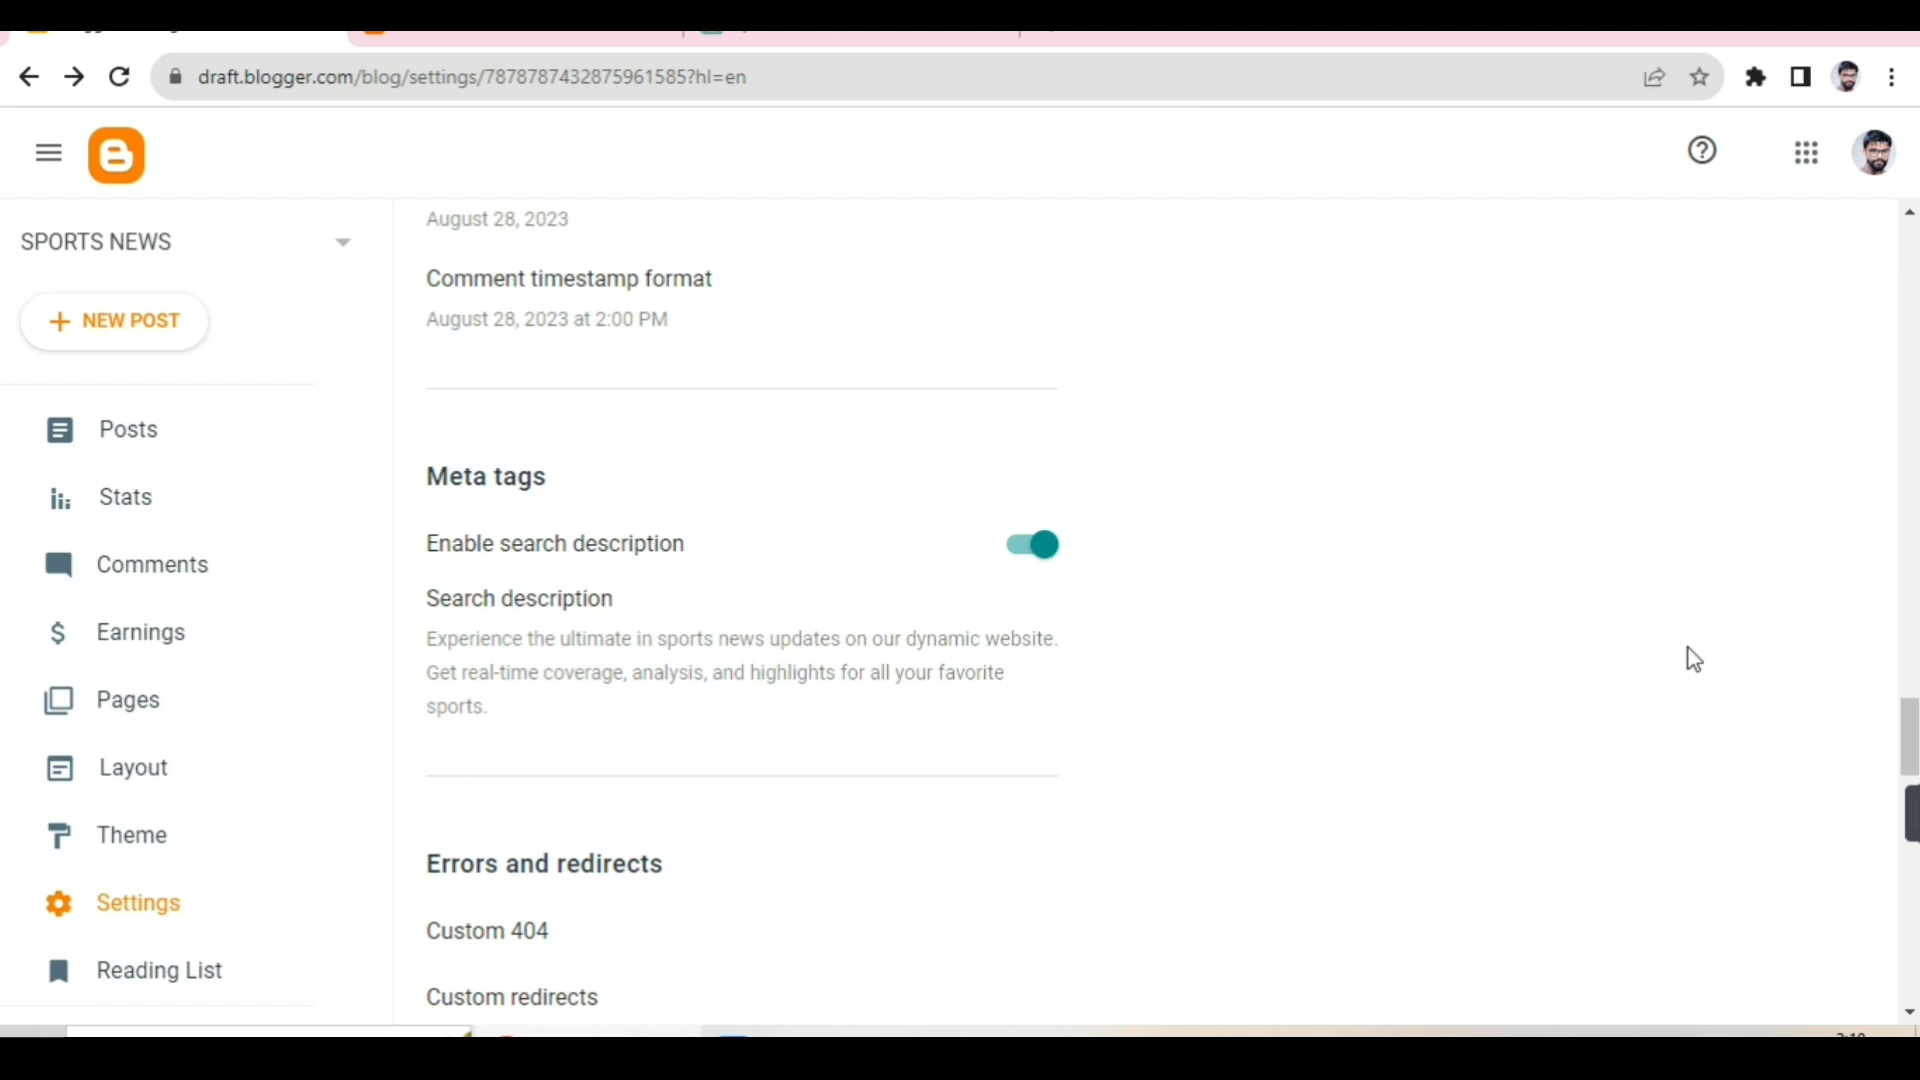 draft.blogger.com/blog/settings/7878787432875961585?hl=en
SPORTS NEWS
NEW POST
Posts
Stats
Comments
Earnings
Pages
Layout
Theme
Settings
Reading List
August 28, 2023
Comment timestamp format
August 28, 2023 at 2:00 PM
Meta tags
Enable search description
Search description
Experience the ultimate in sports news updates on our dynamic website.
Get real-time coverage, analysis, and highlights for all your favorite
sports.
Errors and redirects
Custom 404
Custom redirects